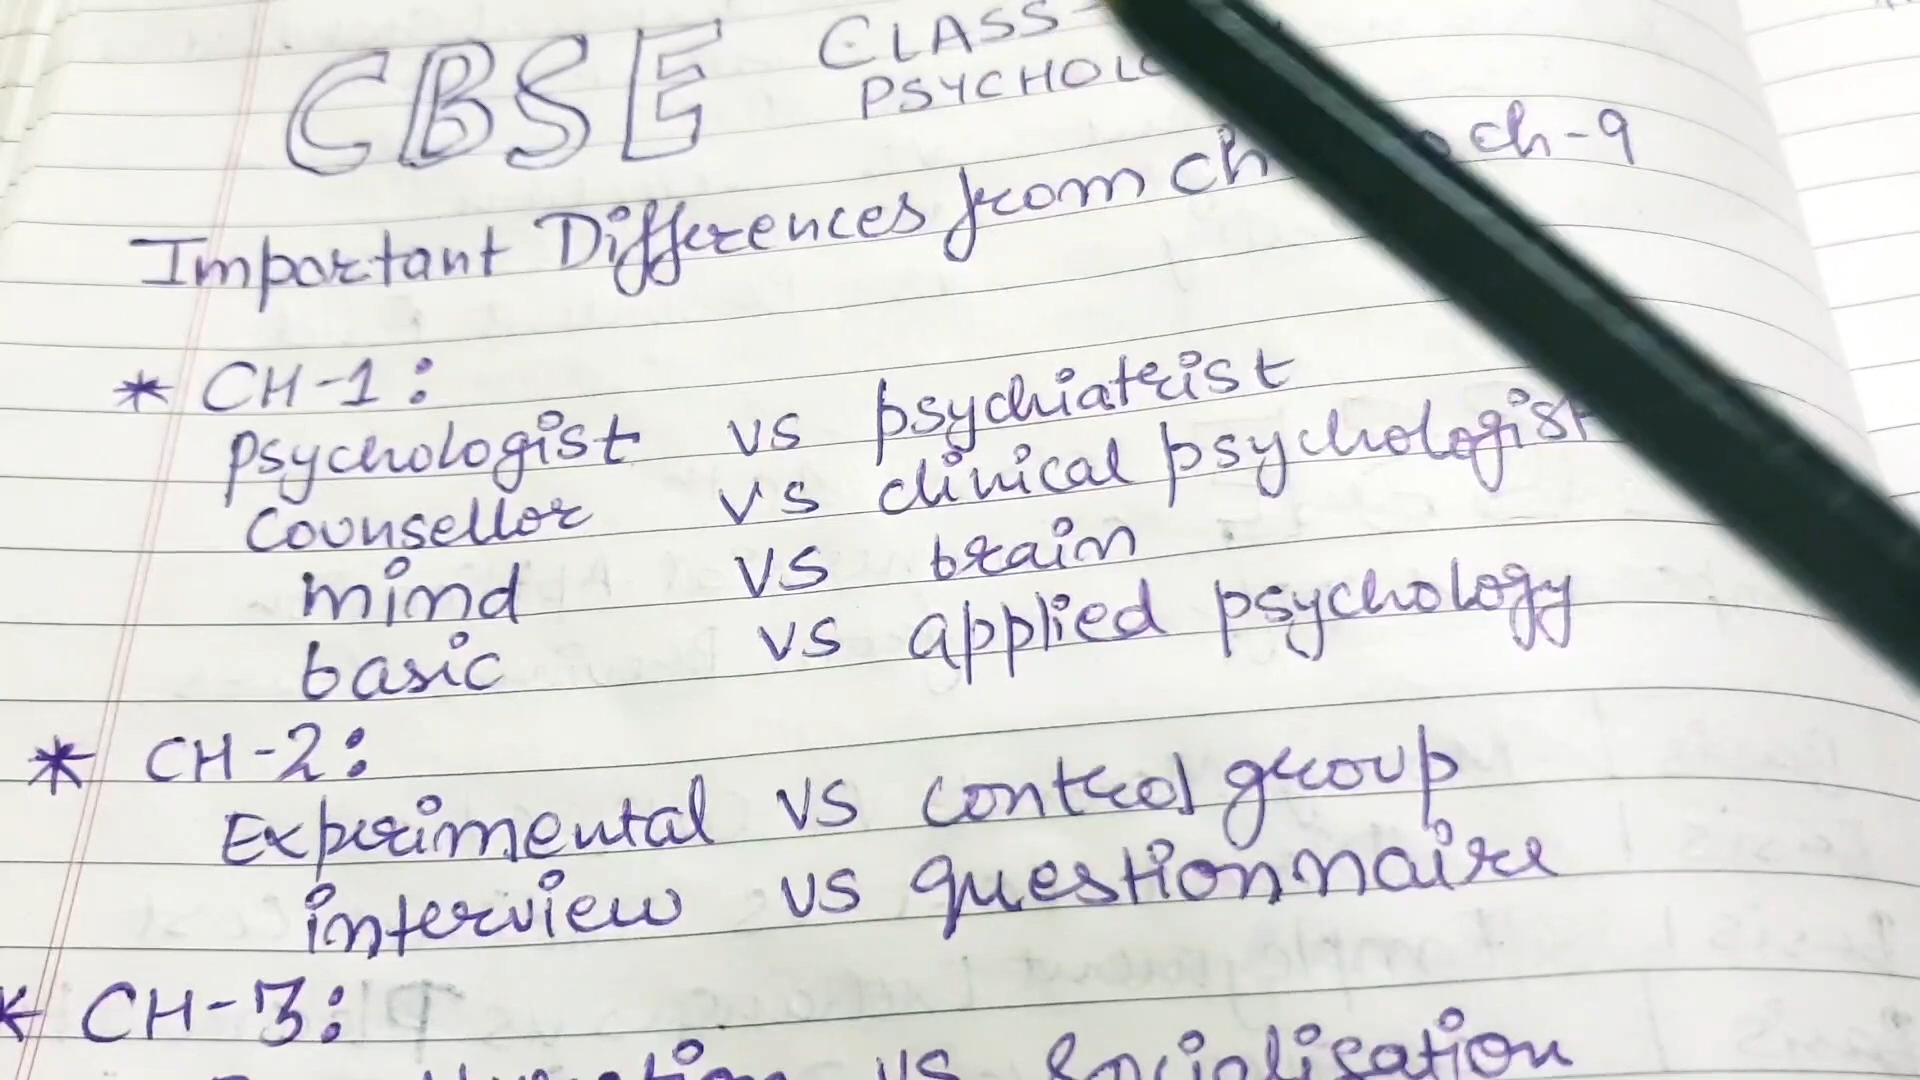 CBSE CLASS-
PSYCHOLO
Important Differences from ch ch-9
* CH-1:
Psychologist vs psychiatrist
Counsellor vs clinical psychologist
mind vs brain
basic vs applied psychology
* CH-2:
Experimental vs control group
interview vs questionnaire
* CH-3:
vs Socialisation